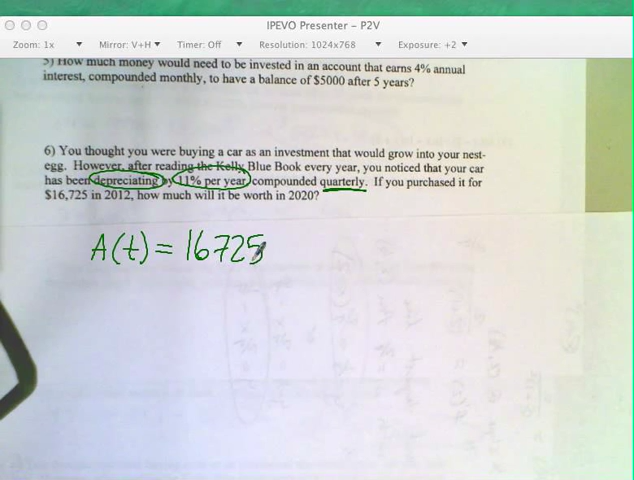 IPEVO Presenter - P2V
Zoom: 1x Mirror: V+H Timer: Off Resolution: 1024x768 Exposure: +2
5) How much money would need to be invested in an account that earns 4% annual
interest, compounded monthly, to have a balance of $5000 after 5 years?
6) You thought you were buying a car as an investment that would grow into your nest-
egg. However, after reading the Kelly Blue Book every year, you noticed that your car
has been depreciating by 11% per year compounded quarterly. If you purchased it for
$16,725 in 2012, how much will it be worth in 2020?
A(t) = 16725